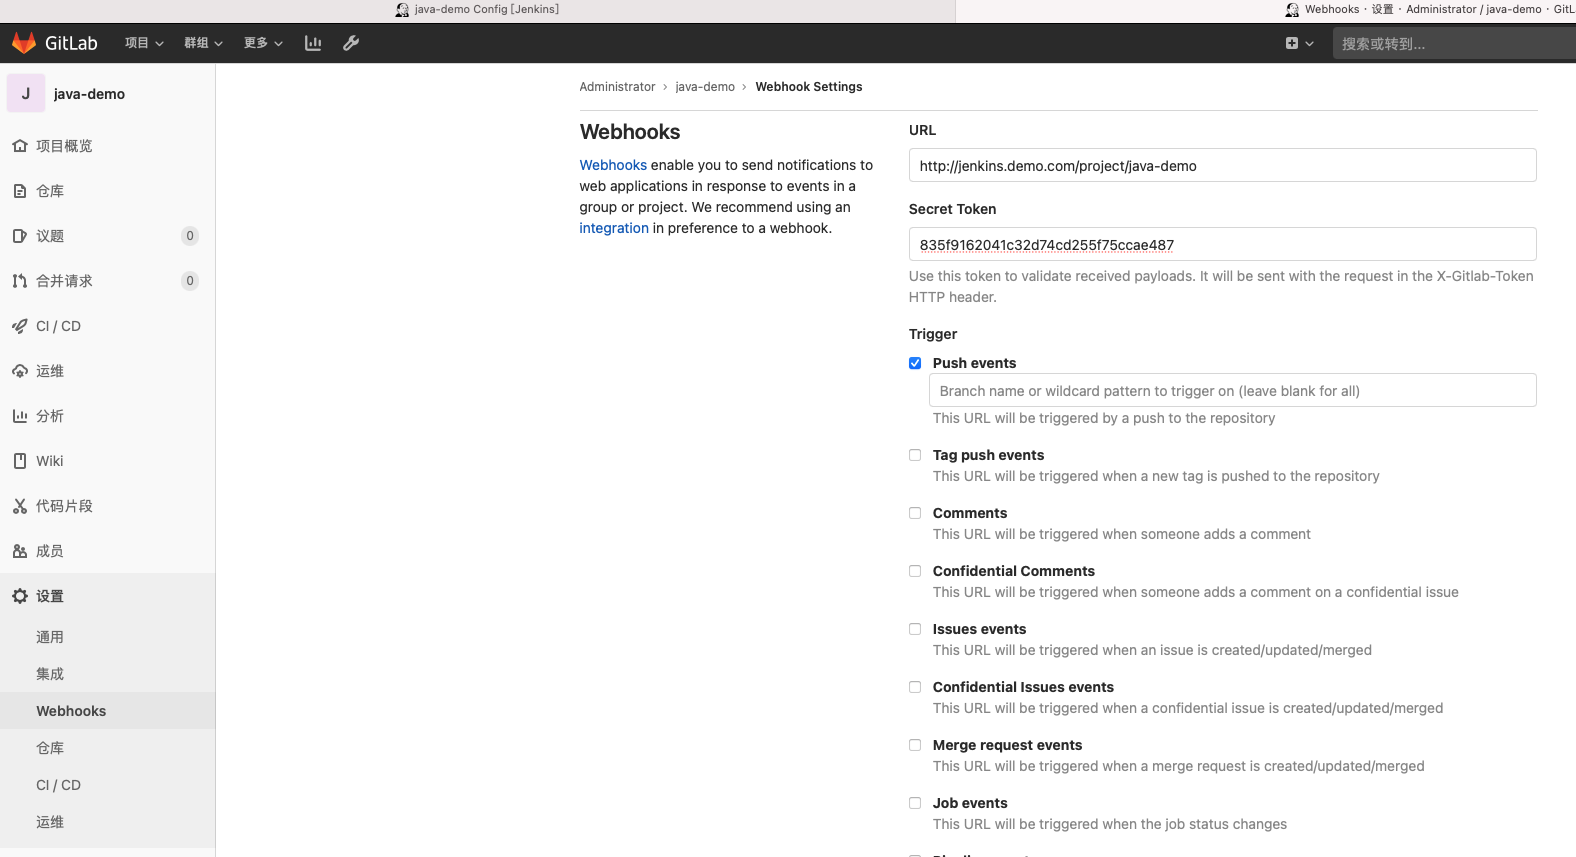 java-demo Config [Jenkins]
Webhooks · 设置 · Administrator / java-demo · GitL
GitLab
项目
群组
更多
搜索或转到...
J
java-demo
项目概览
仓库
议题
0
合并请求
0
CI / CD
运维
分析
Wiki
代码片段
成员
设置
通用
集成
Webhooks
仓库
CI / CD
运维
Administrator › java-demo › Webhook Settings
Webhooks
Webhooks enable you to send notifications to
web applications in response to events in a
group or project. We recommend using an
integration in preference to a webhook.
URL
http://jenkins.demo.com/project/java-demo
Secret Token
835f9162041c32d74cd255f75ccae487
Use this token to validate received payloads. It will be sent with the request in the X-Gitlab-Token
HTTP header.
Trigger
Push events
Branch name or wildcard pattern to trigger on (leave blank for all)
This URL will be triggered by a push to the repository
Tag push events
This URL will be triggered when a new tag is pushed to the repository
Comments
This URL will be triggered when someone adds a comment
Confidential Comments
This URL will be triggered when someone adds a comment on a confidential issue
Issues events
This URL will be triggered when an issue is created/updated/merged
Confidential Issues events
This URL will be triggered when a confidential issue is created/updated/merged
Merge request events
This URL will be triggered when a merge request is created/updated/merged
Job events
This URL will be triggered when the job status changes